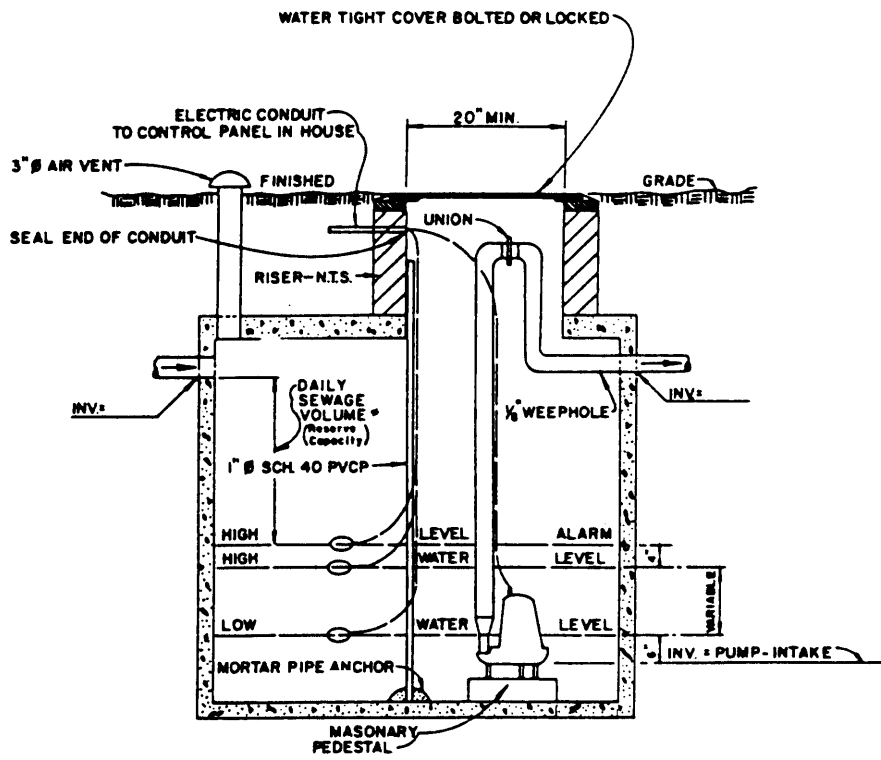 WATER TIGHT COVER BOLTED OR LOCKED
ELECTRIC CONDUIT
TO CONTROL PANEL IN HOUSE
20" MIN.
3" Ø AIR VENT
FINISHED
GRADE
UNION
SEAL END OF CONDUIT
RISER-N.T.S.
INV.=
DAILY
SEWAGE
VOLUME =
(Reserve
Capacity)
1/8" WEEPHOLE
INV.=
1" Ø SCH. 40 PVCP
HIGH LEVEL ALARM
HIGH WATER LEVEL
VARIABLE
LOW WATER LEVEL
INV. = PUMP-INTAKE
MORTAR PIPE ANCHOR
MASONARY
PEDESTAL